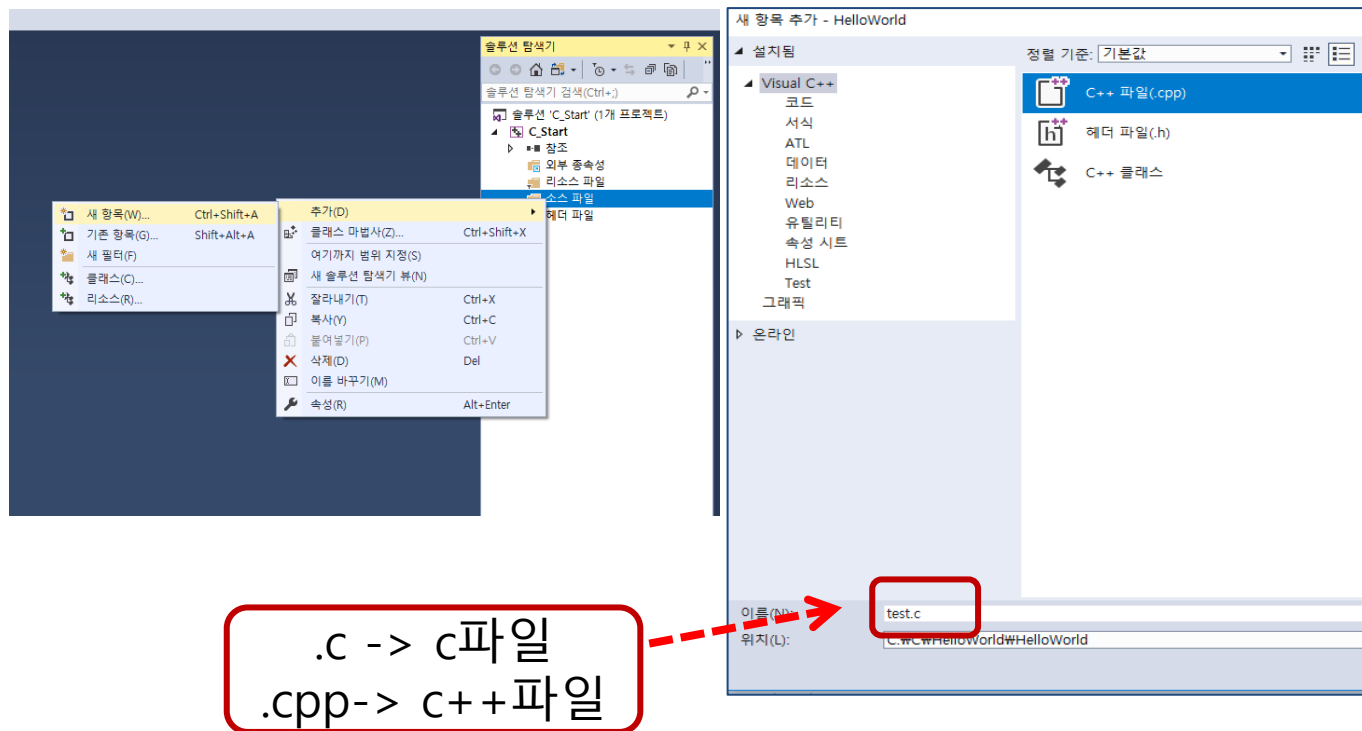 솔루션 탐색기
솔루션 탐색기 검색(Ctrl+;)
솔루션 'C_Start' (1개 프로젝트)
C_Start
참조
외부 종속성
리소스 파일
소스 파일
헤더 파일
새 항목(W)... Ctrl+Shift+A
기존 항목(G)... Shift+Alt+A
새 필터(F)
클래스(C)...
리소스(R)...
추가(D)
클래스 마법사(Z)... Ctrl+Shift+X
여기까지 범위 지정(S)
새 솔루션 탐색기 뷰(N)
잘라내기(T) Ctrl+X
복사(Y) Ctrl+C
붙여넣기(P) Ctrl+V
삭제(D) Del
이름 바꾸기(M)
속성(R) Alt+Enter
새 항목 추가 - HelloWorld
설치됨
정렬 기준: 기본값
Visual C++
코드
서식
ATL
데이터
리소스
Web
유틸리티
속성 시트
HLSL
Test
그래픽
온라인
C++ 파일(.cpp)
헤더 파일(.h)
C++ 클래스
이름(N): test.c
위치(L): C:₩C₩HelloWorld₩HelloWorld
.c -> c파일
.cpp-> c++파일